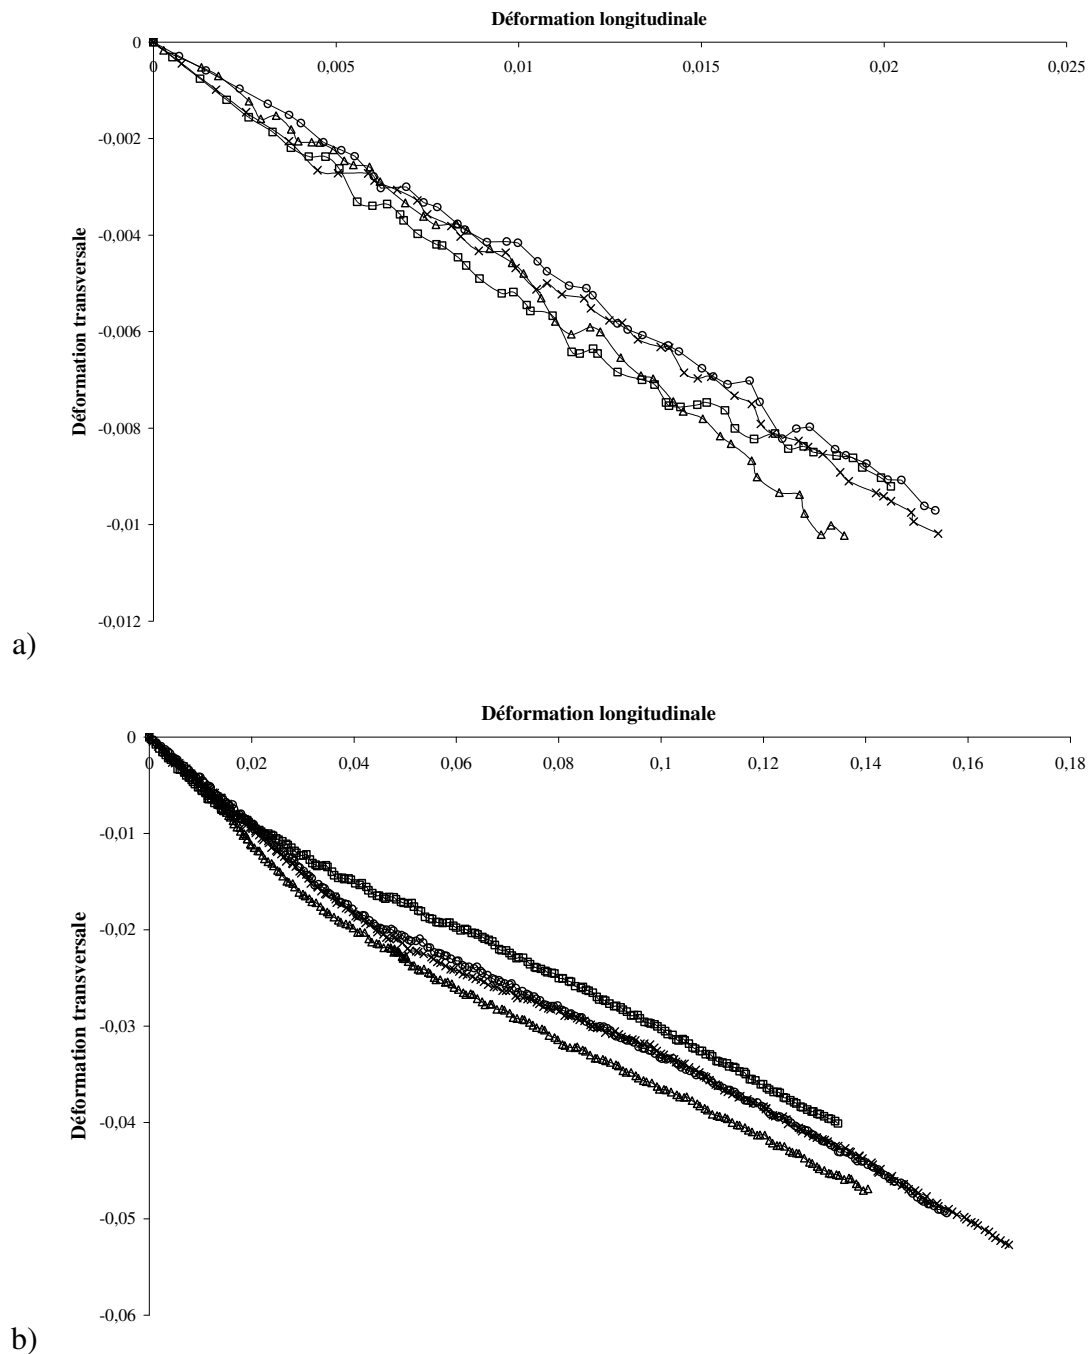 Déformation longitudinale
0
0 0,005 0,01 0,015 0,02 0,025
-0,002
-0,004
-0,006
-0,008
-0,01
-0,012
Déformation transversale
a)
Déformation longitudinale
0
0 0,02 0,04 0,06 0,08 0,1 0,12 0,14 0,16 0,18
-0,01
-0,02
-0,03
-0,04
-0,05
-0,06
Déformation transversale
b)